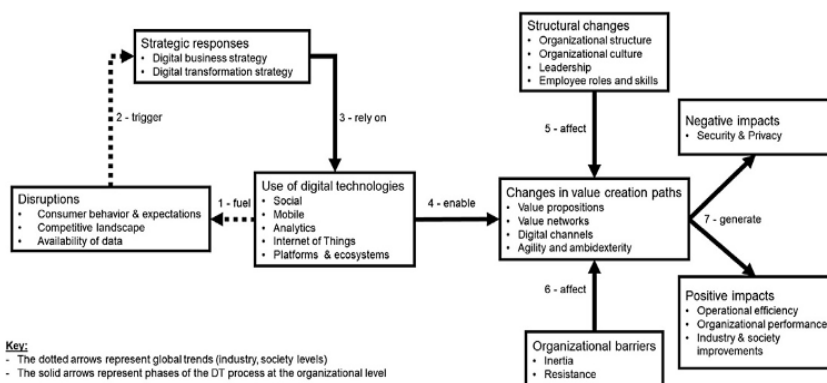 Strategic responses
• Digital business strategy
• Digital transformation strategy
Structural changes
• Organizational structure
• Organizational culture
• Leadership
• Employee roles and skills
2 - trigger
3 - rely on
5 - affect
Negative impacts
• Security & Privacy
Disruptions
• Consumer behavior & expectations
• Competitive landscape
• Availability of data
1 - fuel
Use of digital technologies
• Social
• Mobile
• Analytics
• Internet of Things
• Platforms & ecosystems
4 - enable
Changes in value creation paths
• Value propositions
• Value networks
• Digital channels
• Agility and ambidexterity
7 - generate
6 - affect
Positive impacts
• Operational efficiency
• Organizational performance
• Industry & society
improvements
Organizational barriers
• Inertia
• Resistance
Key:
- The dotted arrows represent global trends (industry, society levels)
- The solid arrows represent phases of the DT process at the organizational level